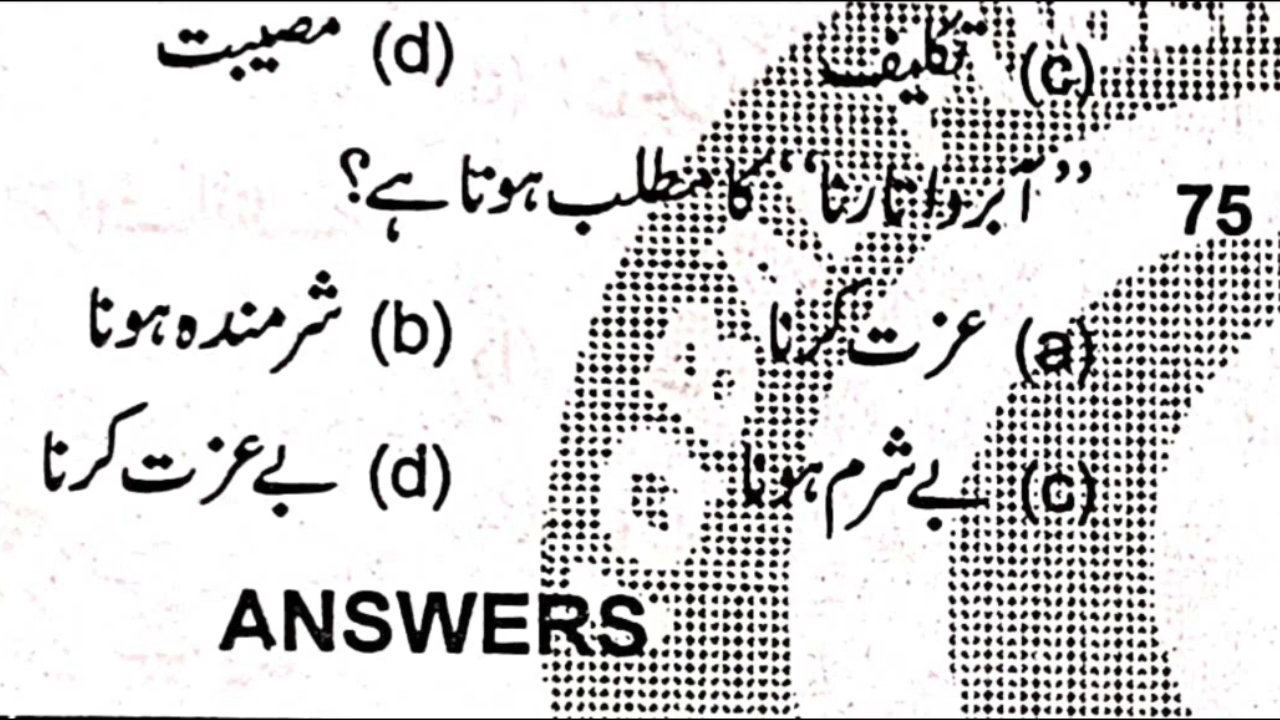 (c) تکلیف (d) مصیبت
75 ”آبرو اتارنا“ کا مطلب ہوتا ہے؟
(a) عزت کرنا (b) شرمندہ ہونا
(c) بے شرم ہونا (d) بے عزت کرنا
ANSWERS